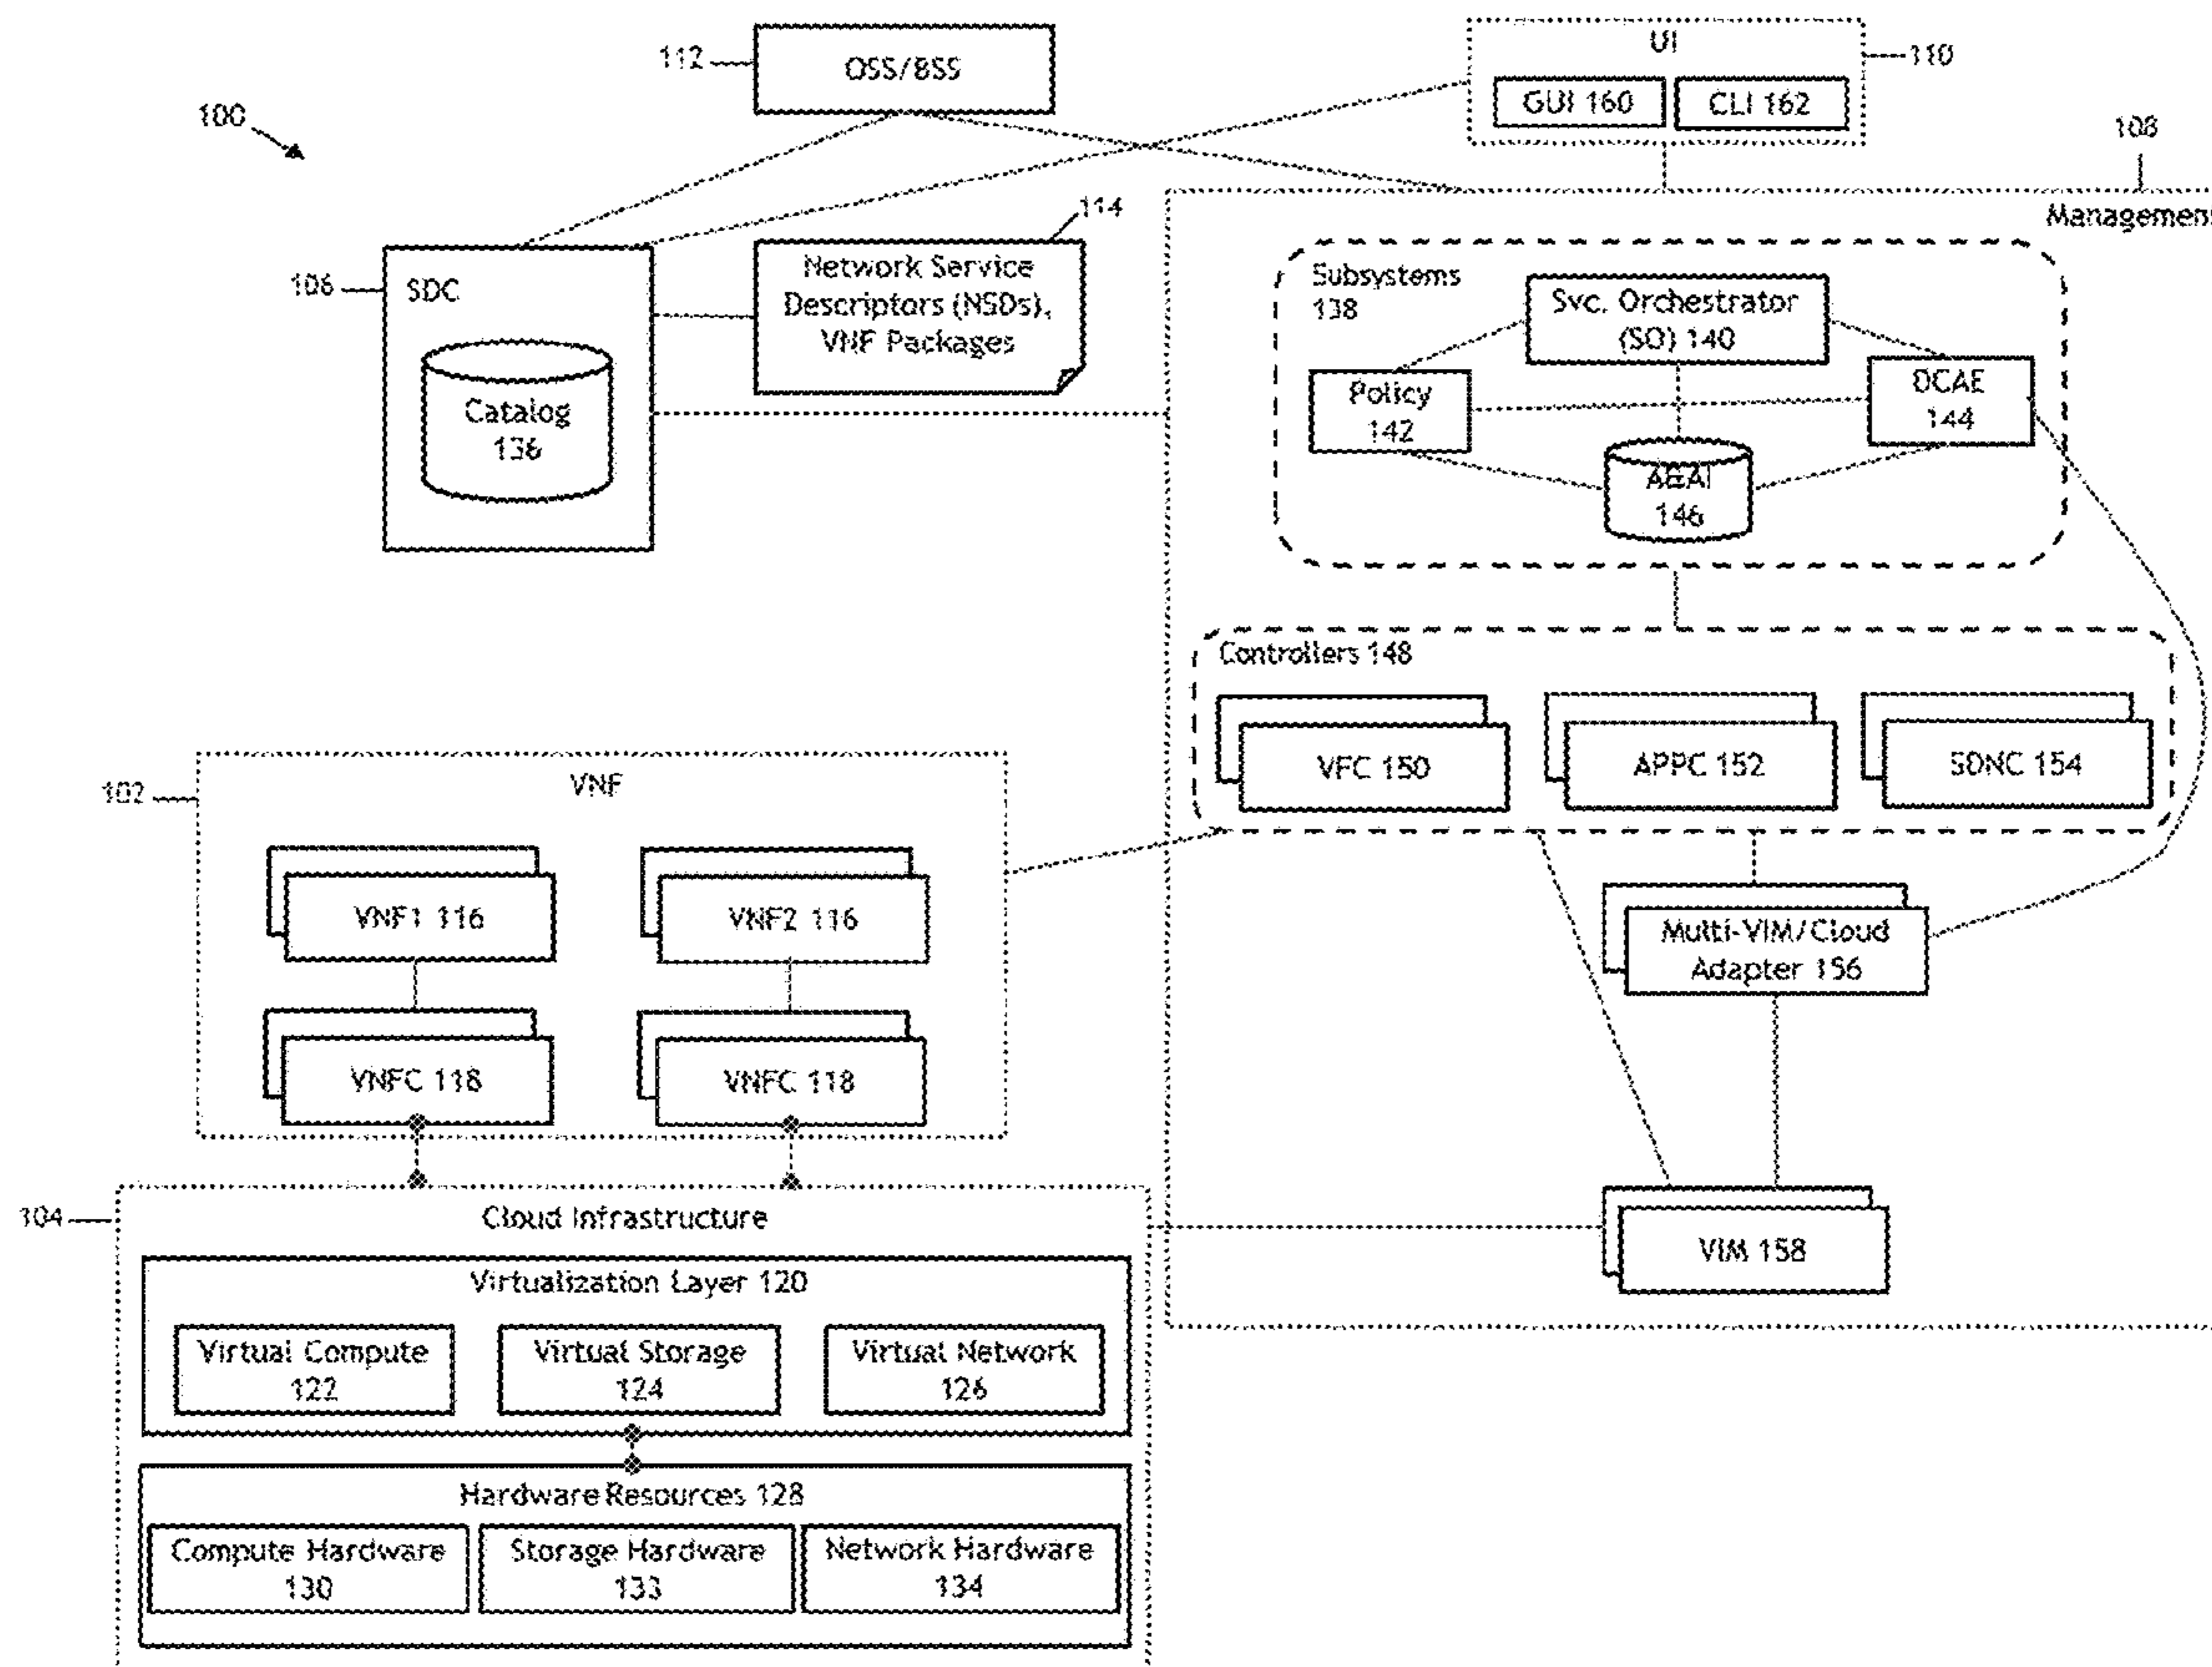 112
OSS/BSS
UI
GUI 160
CLI 162
110
100
108
Management
114
106
SDC
Catalog
136
Network Service
Descriptors (NSDs),
VNF Packages
Subsystems
138
Svc. Orchestrator
(SO) 140
Policy
142
DCAE
144
A&AI
146
Controllers 148
VFC 150
APPC 152
SDNC 154
102
VNF
VNF1 116
VNF2 116
VNFC 118
VNFC 118
Multi-VIM/Cloud
Adapter 156
VIM 158
104
Cloud Infrastructure
Virtualization Layer 120
Virtual Compute
122
Virtual Storage
124
Virtual Network
126
Hardware Resources 128
Compute Hardware
130
Storage Hardware
133
Network Hardware
134